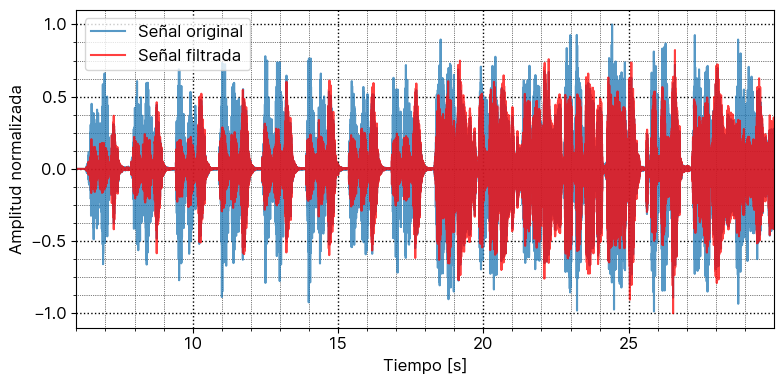 Señal original
Señal filtrada
1.0
0.5
0.0
−0.5
−1.0
Amplitud normalizada
10 15 20 25
Tiempo [s]